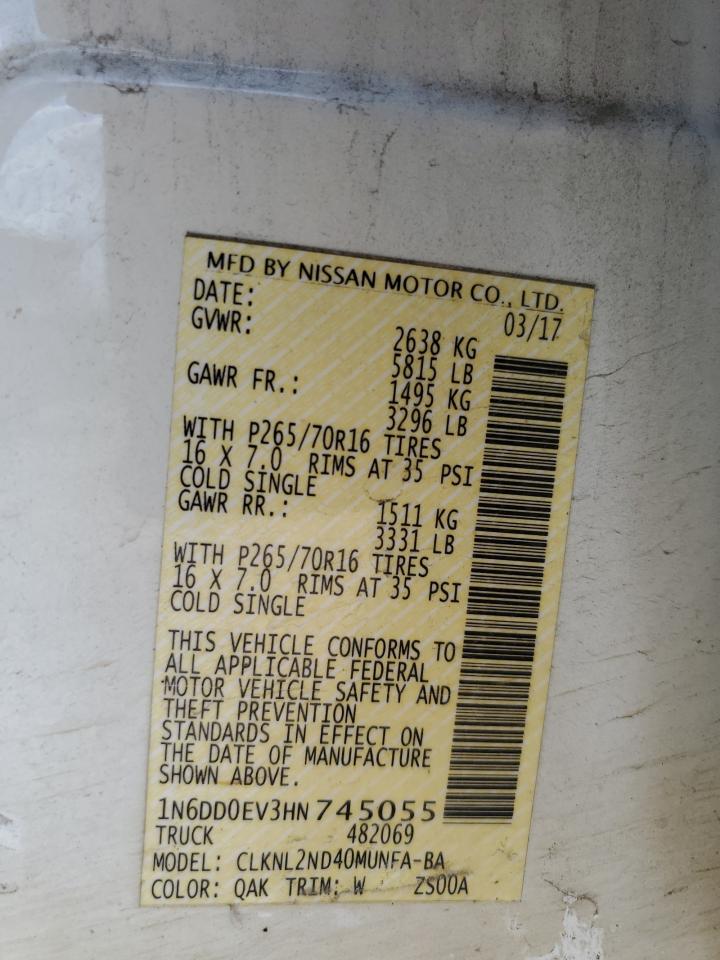 MFD BY NISSAN MOTOR CO., LTD.
DATE: 03/17
GVWR: 2638 KG
5815 LB
GAWR FR.: 1495 KG
3296 LB
WITH P265/70R16 TIRES
16 X 7.0 RIMS AT 35 PSI
COLD SINGLE
GAWR RR.: 1511 KG
3331 LB
WITH P265/70R16 TIRES
16 X 7.0 RIMS AT 35 PSI
COLD SINGLE
THIS VEHICLE CONFORMS TO
ALL APPLICABLE FEDERAL
MOTOR VEHICLE SAFETY AND
THEFT PREVENTION
STANDARDS IN EFFECT ON
THE DATE OF MANUFACTURE
SHOWN ABOVE.
1N6DD0EV3HN745055
TRUCK 482069
MODEL: CLKNL2ND40MUNFA-BA
COLOR: QAK TRIM: W ZS00A